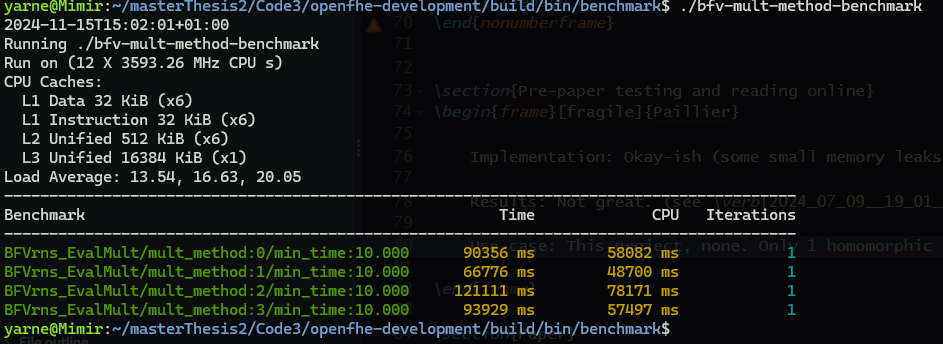 yarne@Mimir:~/masterThesis2/Code3/openfhe-development/build/bin/benchmark$ ./bfv-mult-method-benchmark
2024-11-15T15:02:01+01:00
Running ./bfv-mult-method-benchmark
Run on (12 X 3593.26 MHz CPU s)
CPU Caches:
L1 Data 32 KiB (x6)
L1 Instruction 32 KiB (x6)
L2 Unified 512 KiB (x6)
L3 Unified 16384 KiB (x1)
Load Average: 13.54, 16.63, 20.05
Benchmark Time CPU Iterations
BFVrns_EvalMult/mult_method:0/min_time:10.000 90356 ms 58082 ms 1
BFVrns_EvalMult/mult_method:1/min_time:10.000 66776 ms 48700 ms 1
BFVrns_EvalMult/mult_method:2/min_time:10.000 121111 ms 78171 ms 1
BFVrns_EvalMult/mult_method:3/min_time:10.000 93929 ms 57497 ms 1
yarne@Mimir:~/masterThesis2/Code3/openfhe-development/build/bin/benchmark$
70 \end{nonumberframe}
71
72
73 \section{Pre-paper testing and reading online}
74 \begin{frame}[fragile]{Paillier}
75
76 Implementation: Okay-ish (some small memory leaks
77
78 Results: Not great. (see \verb|2024_07_09__19_01_
79
case: This project, none. Only 1 homomorphic
\section{Paper}
File outline